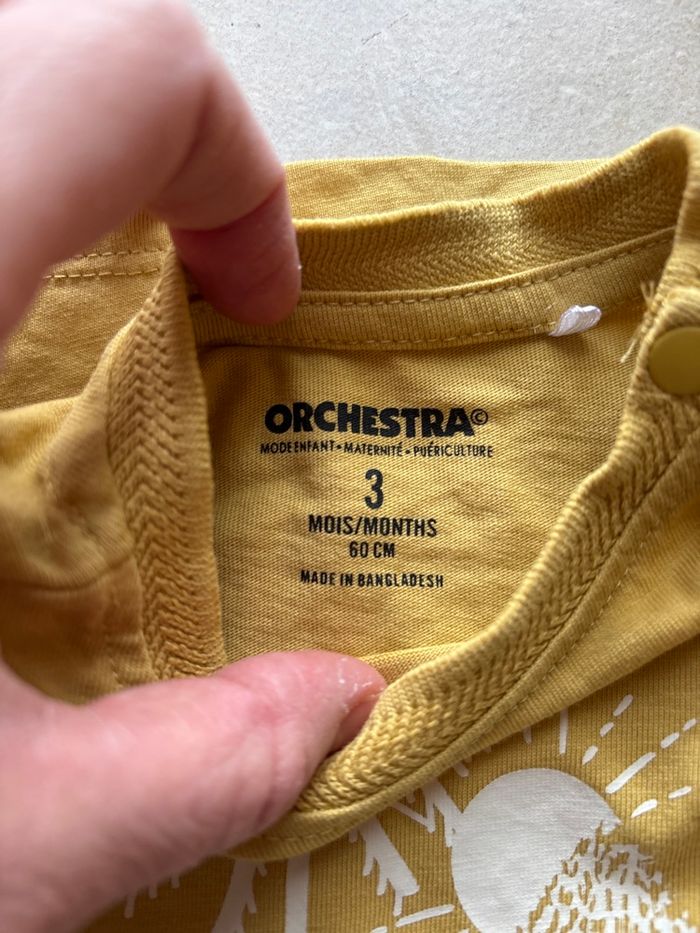 ORCHESTRA©
MODE ENFANT • MATERNITÉ • PUÉRICULTURE
3
MOIS/MONTHS
60 CM
MADE IN BANGLADESH